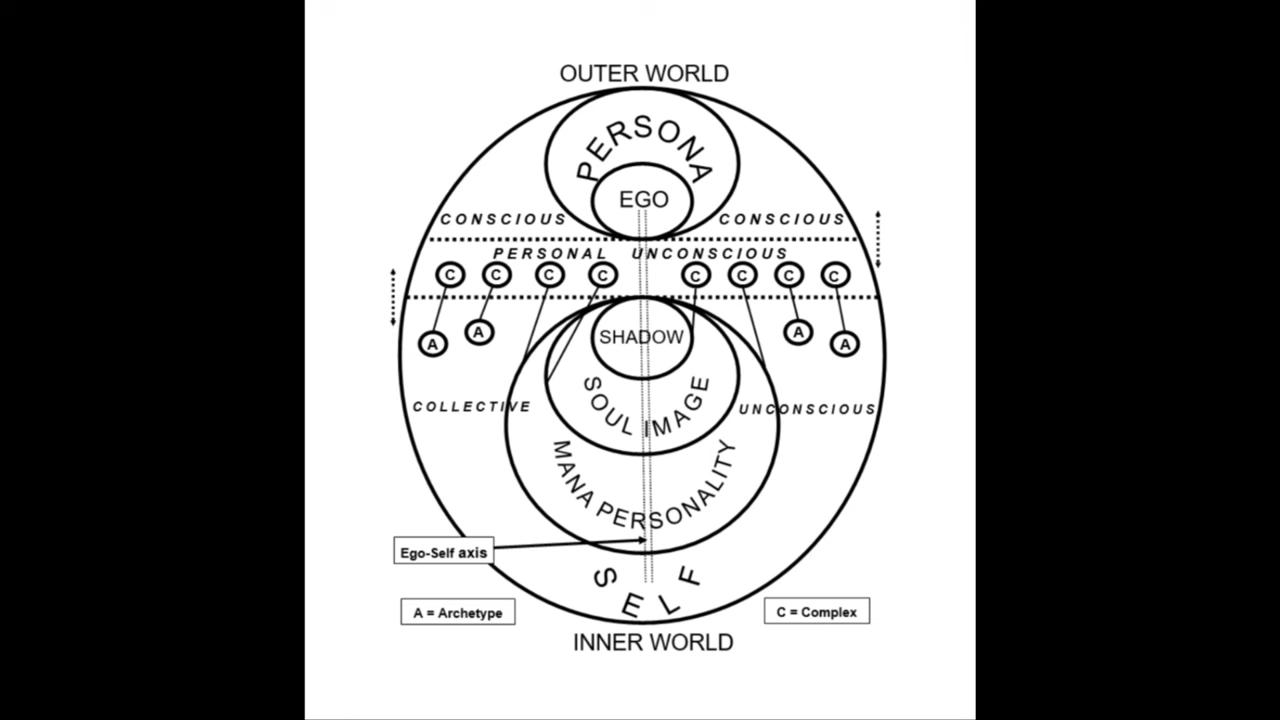 OUTER WORLD
PERSONA
EGO
CONSCIOUS CONSCIOUS
PERSONAL UNCONSCIOUS
C C C C C C C C
A A A A
SHADOW
SOUL IMAGE
COLLECTIVE UNCONSCIOUS
MANA PERSONALITY
Ego-Self axis
SELF
A = Archetype
C = Complex
INNER WORLD